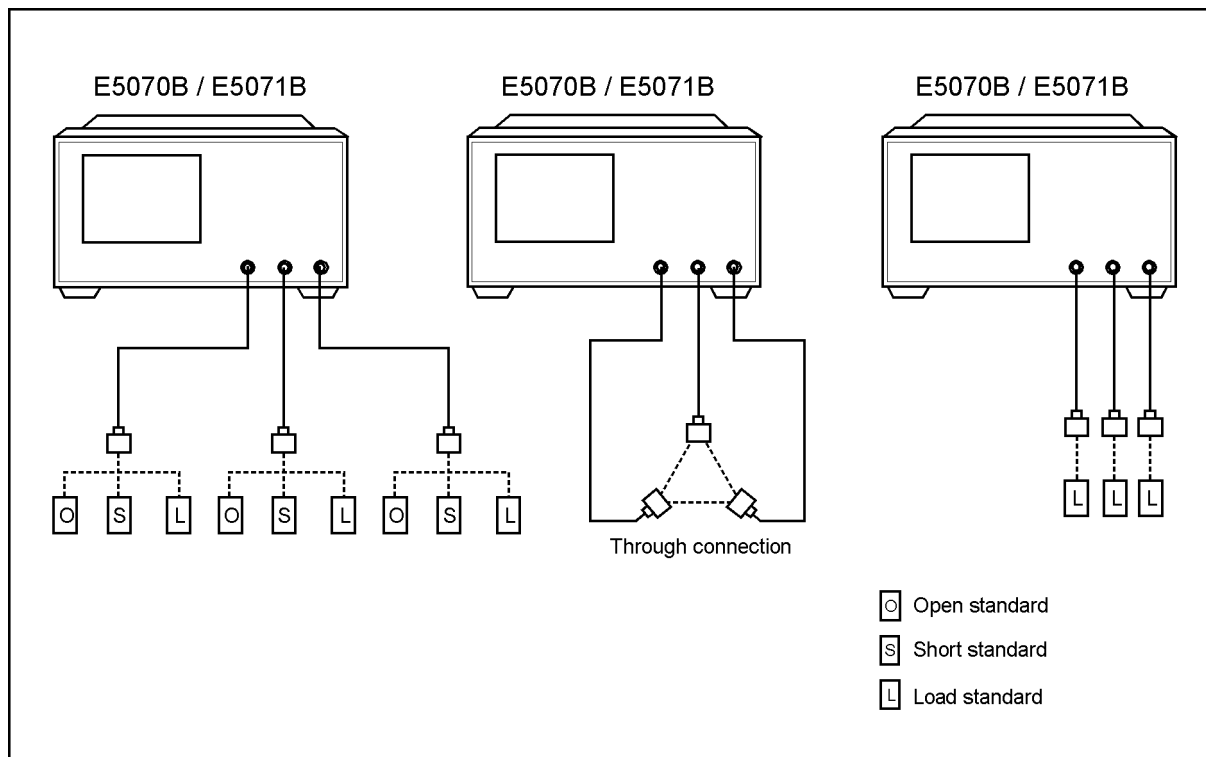 E5070B / E5071B
E5070B / E5071B
E5070B / E5071B
O S L O S L O S L
L L L
Through connection
O Open standard
S Short standard
L Load standard